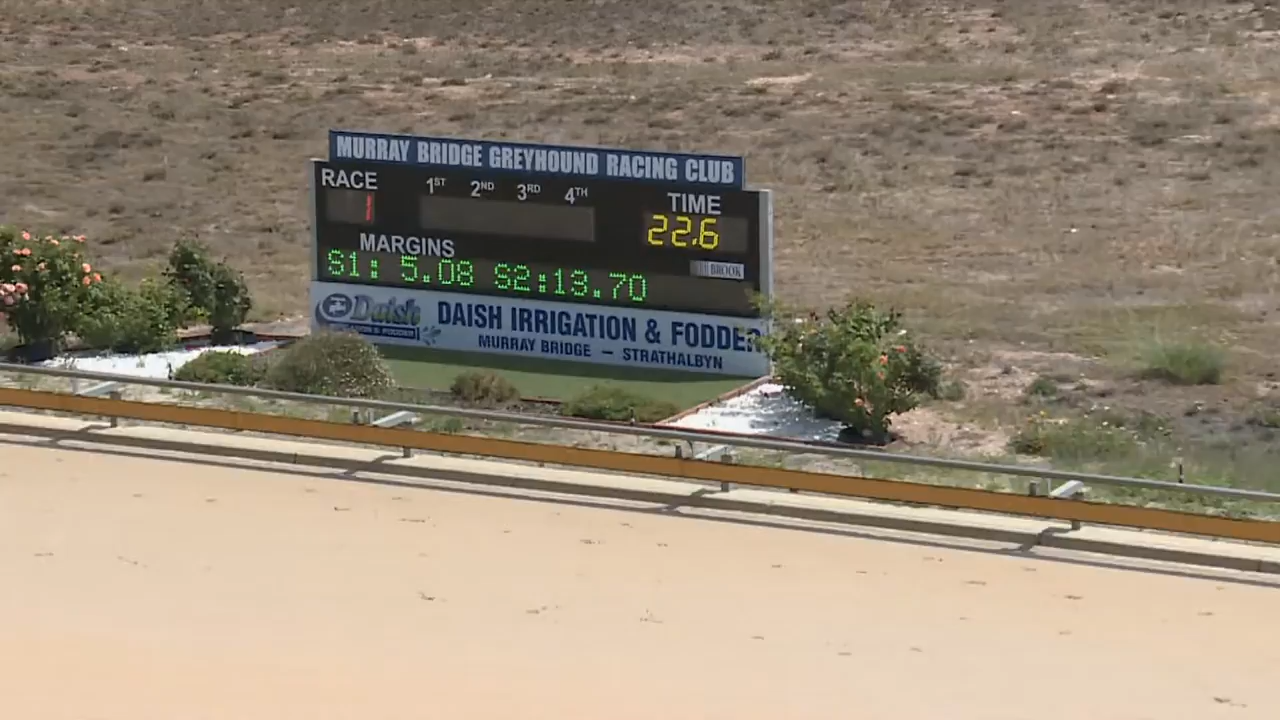 MURRAY BRIDGE GREYHOUND RACING CLUB
RACE 1ST 2ND 3RD 4TH TIME
1 22.6
MARGINS
BROOK
S1: 5.08 S2:13.70
Daish
DAISH IRRIGATION & FODDER
MURRAY BRIDGE – STRATHALBYN